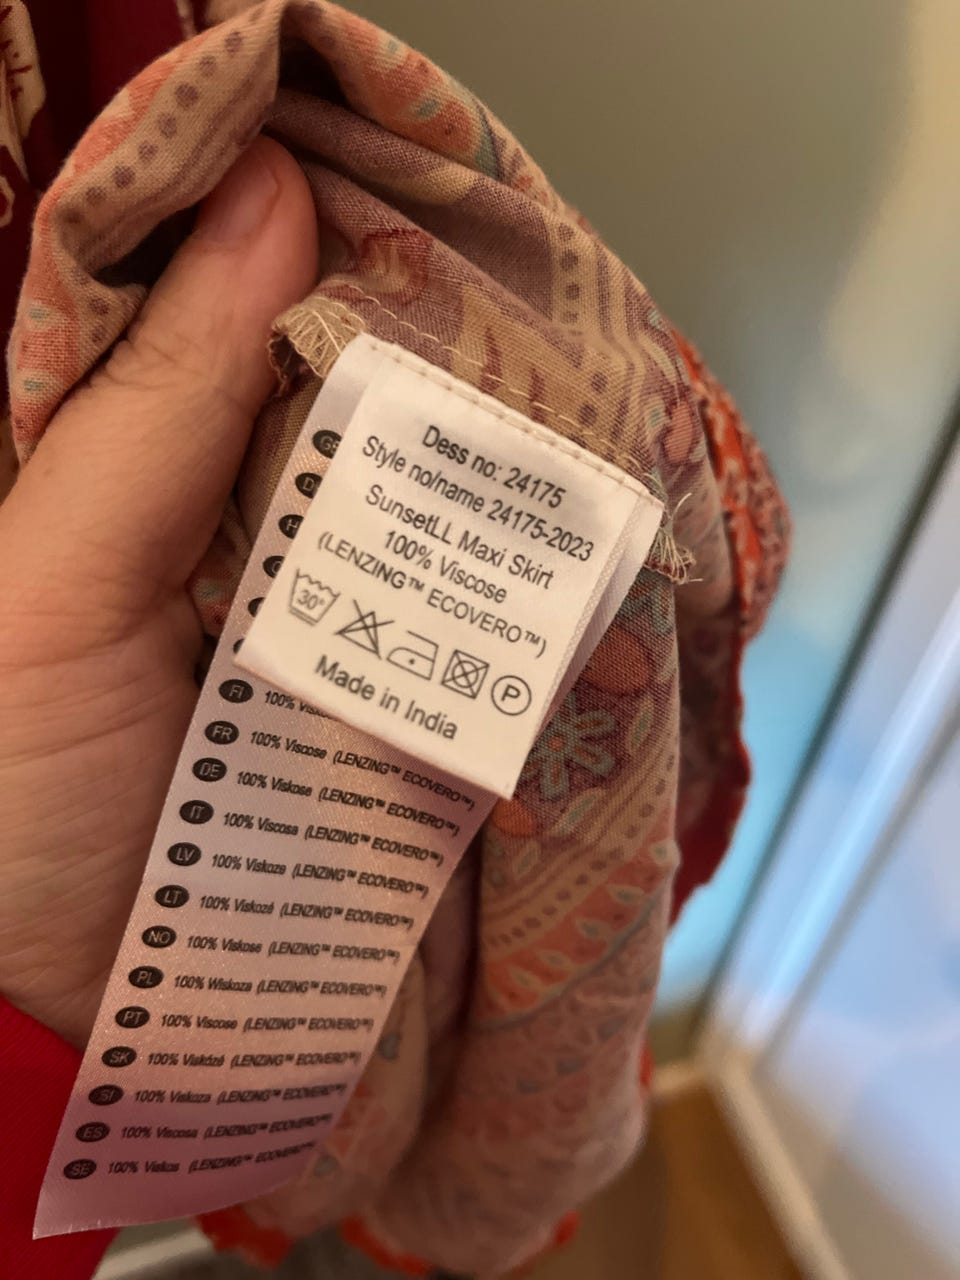 Dess no: 24175
Style no/name 24175-2023
SunsetLL Maxi Skirt
100% Viscose
(LENZING™ ECOVERO™)
30°
P
Made in India
FI 100%
FR 100% Viscose (LENZING™ ECOVERO™)
DE 100% Viskose (LENZING™ ECOVERO™)
IT 100% Viscosa (LENZING™ ECOVERO™)
LV 100% Viskoze (LENZING™ ECOVERO™)
LT 100% Viskozė (LENZING™ ECOVERO™)
NO 100% Viskose (LENZING™ ECOVERO™)
PL 100% Wiskoza (LENZING™ ECOVERO™)
PT 100% Viscose (LENZING™ ECOVERO™)
SK 100% Viskózé (LENZING™ ECOVERO™)
SI 100% Viskoza (LENZING™ ECOVERO™)
ES 100% Viscosa (LENZING™ ECOVERO™)
SE 100% Viskos (LENZING™ ECOVERO™)